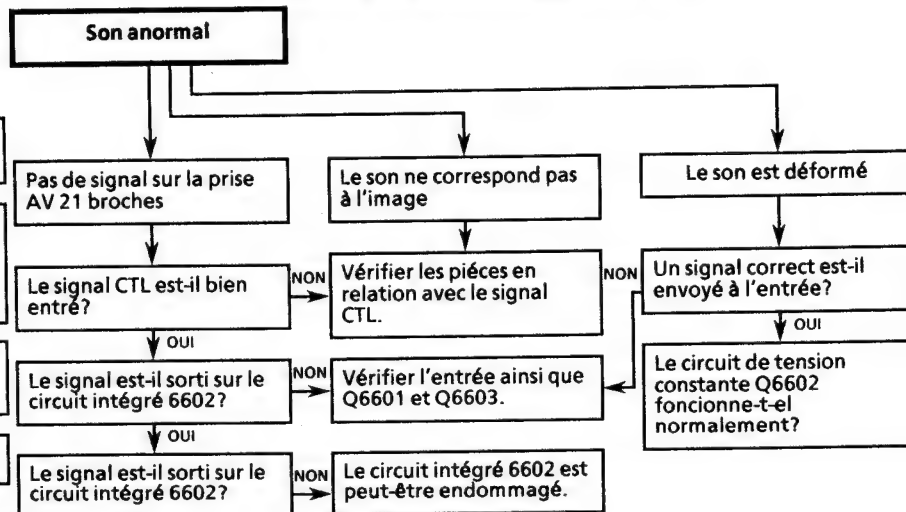 Son anormal
Pas de signal sur la prise
AV 21 broches
Le son ne correspond pas
à l'image
Le son est déformé
Le signal CTL est-il bien
entré?
NON
Vérifier les piéces en
relation avec le signal
CTL.
NON
Un signal correct est-il
envoyé à l'entrée?
OUI
OUI
Le signal est-il sorti sur le
circuit intégré 6602?
NON
Vérifier l'entrée ainsi que
Q6601 et Q6603.
Le circuit de tension
constante Q6602
foncionne-t-el
normalement?
OUI
Le signal est-il sorti sur le
circuit intégré 6602?
NON
Le circuit intégré 6602 est
peut-être endommagé.